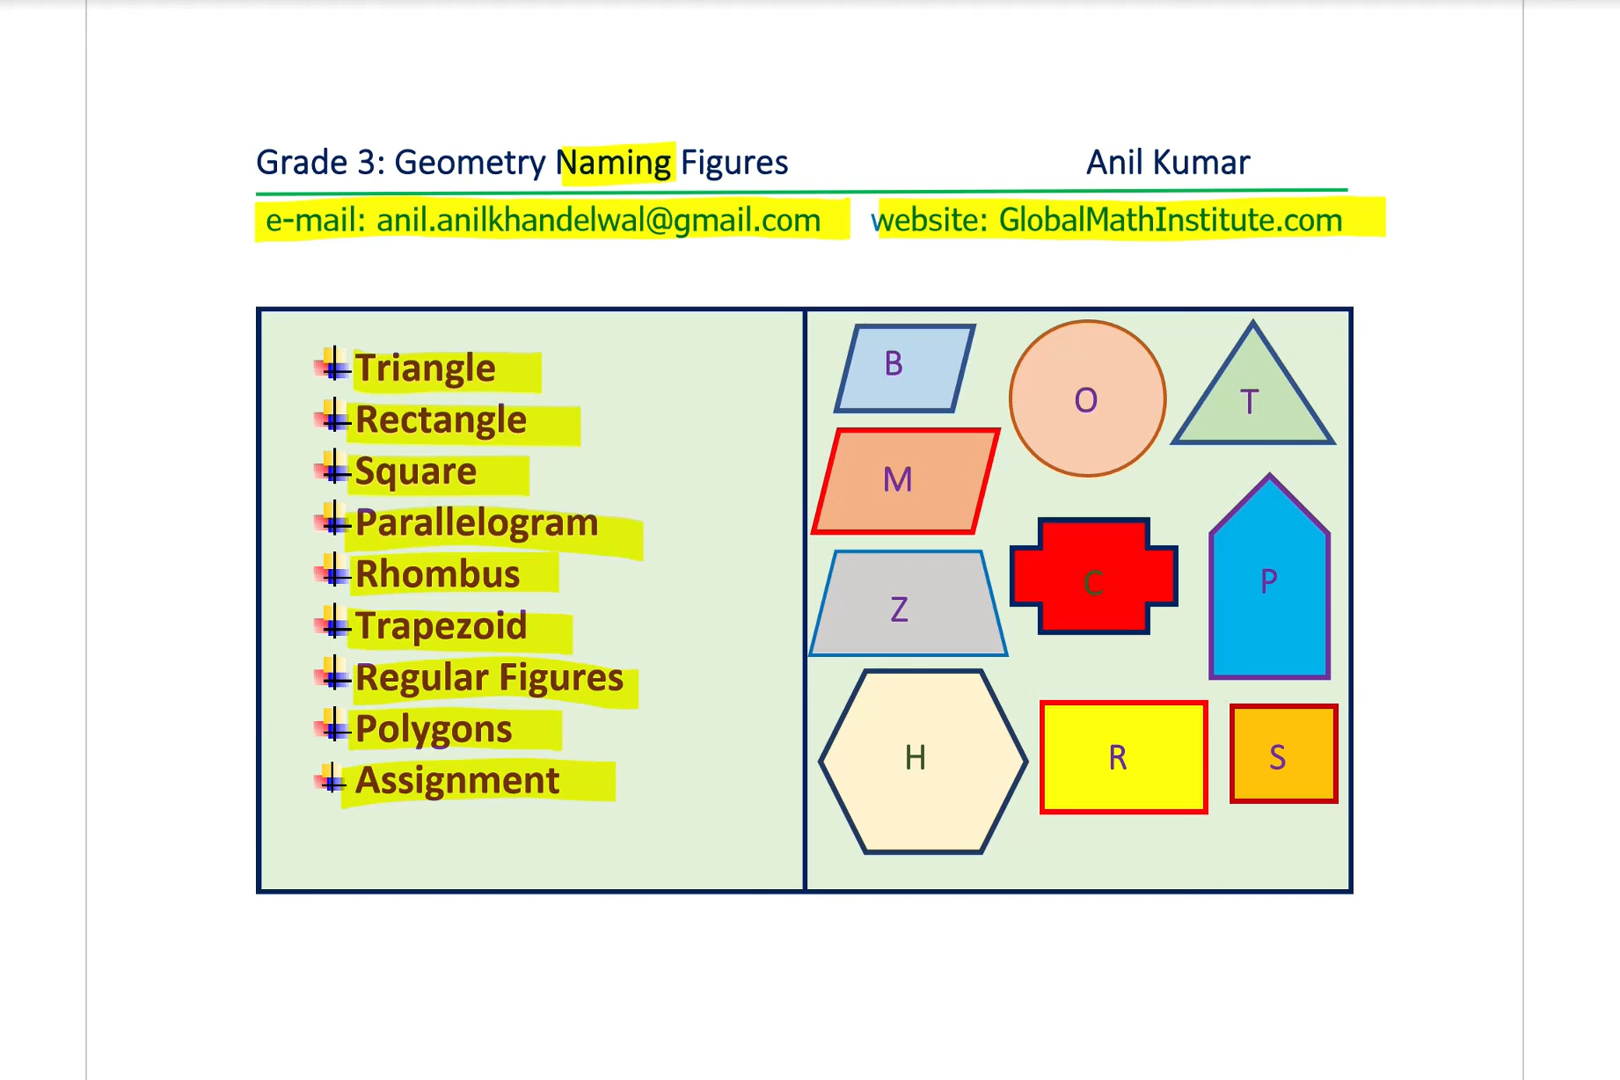 Grade 3: Geometry Naming Figures Anil Kumar
e-mail: anil.anilkhandelwal@gmail.com website: GlobalMathInstitute.com
Triangle
Rectangle
Square
Parallelogram
Rhombus
Trapezoid
Regular Figures
Polygons
Assignment
B
O
T
M
C
P
Z
H
R
S